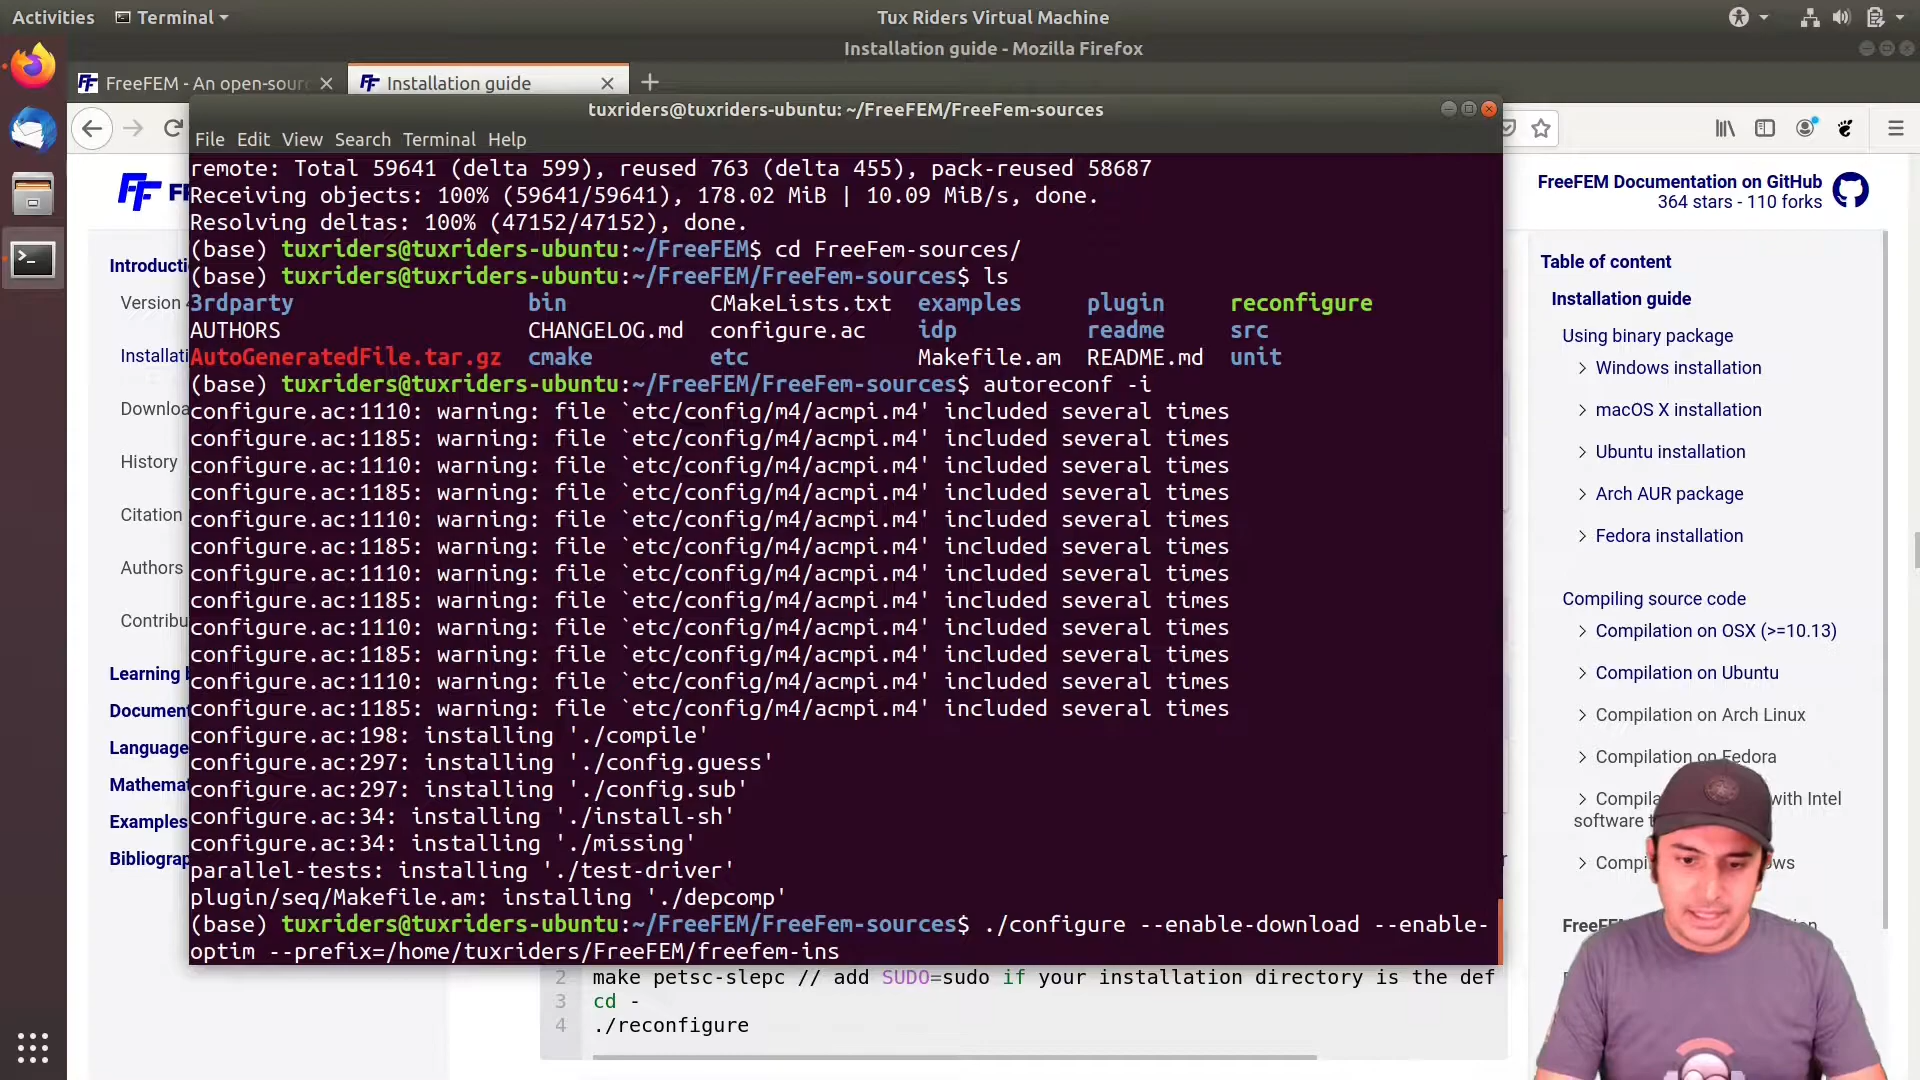 Activities
Terminal
Tux Riders Virtual Machine
Installation guide - Mozilla Firefox
FreeFEM - An open-sour
Installation guide
tuxriders@tuxriders-ubuntu: ~/FreeFEM/FreeFem-sources
File Edit View Search Terminal Help
remote: Total 59641 (delta 599), reused 763 (delta 455), pack-reused 58687
Receiving objects: 100% (59641/59641), 178.02 MiB | 10.09 MiB/s, done.
Resolving deltas: 100% (47152/47152), done.
(base) tuxriders@tuxriders-ubuntu:~/FreeFEM$ cd FreeFem-sources/
(base) tuxriders@tuxriders-ubuntu:~/FreeFEM/FreeFem-sources$ ls
3rdparty bin CMakeLists.txt examples plugin reconfigure
AUTHORS CHANGELOG.md configure.ac idp readme src
AutoGeneratedFile.tar.gz cmake etc Makefile.am README.md unit
(base) tuxriders@tuxriders-ubuntu:~/FreeFEM/FreeFem-sources$ autoreconf -i
configure.ac:1110: warning: file `etc/config/m4/acmpi.m4' included several times
configure.ac:1185: warning: file `etc/config/m4/acmpi.m4' included several times
configure.ac:1110: warning: file `etc/config/m4/acmpi.m4' included several times
configure.ac:1185: warning: file `etc/config/m4/acmpi.m4' included several times
configure.ac:1110: warning: file `etc/config/m4/acmpi.m4' included several times
configure.ac:1185: warning: file `etc/config/m4/acmpi.m4' included several times
configure.ac:1110: warning: file `etc/config/m4/acmpi.m4' included several times
configure.ac:1185: warning: file `etc/config/m4/acmpi.m4' included several times
configure.ac:1110: warning: file `etc/config/m4/acmpi.m4' included several times
configure.ac:1185: warning: file `etc/config/m4/acmpi.m4' included several times
configure.ac:1110: warning: file `etc/config/m4/acmpi.m4' included several times
configure.ac:1185: warning: file `etc/config/m4/acmpi.m4' included several times
configure.ac:198: installing './compile'
configure.ac:297: installing './config.guess'
configure.ac:297: installing './config.sub'
configure.ac:34: installing './install-sh'
configure.ac:34: installing './missing'
parallel-tests: installing './test-driver'
plugin/seq/Makefile.am: installing './depcomp'
(base) tuxriders@tuxriders-ubuntu:~/FreeFEM/FreeFem-sources$ ./configure --enable-download --enable-
optim --prefix=/home/tuxriders/FreeFEM/freefem-ins
2 make petsc-slepc // add SUDO=sudo if your installation directory is the def
3 cd -
4 ./reconfigure
Introducti
Version 4
Installati
Downloa
History
Citation
Authors
Contribu
Learning
Document
Language
Mathemat
Examples
Bibliograp
FreeFEM Documentation on GitHub
364 stars - 110 forks
Table of content
Installation guide
Using binary package
Windows installation
macOS X installation
Ubuntu installation
Arch AUR package
Fedora installation
Compiling source code
Compilation on OSX (>=10.13)
Compilation on Ubuntu
Compilation on Arch Linux
Compilation on Fedora
Compila with Intel
software t
Compi ws
FreeFE